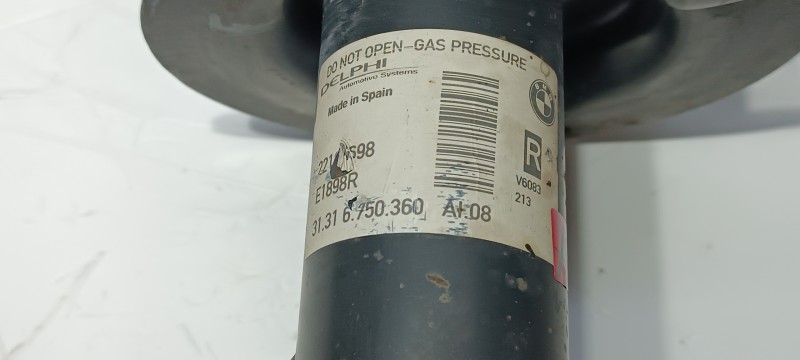 DO NOT OPEN-GAS PRESSURE
DELPHI
Automotive Systems
Made in Spain
BMW
R
V6083
213
E1898R
31.31 6.750.360 AI.08